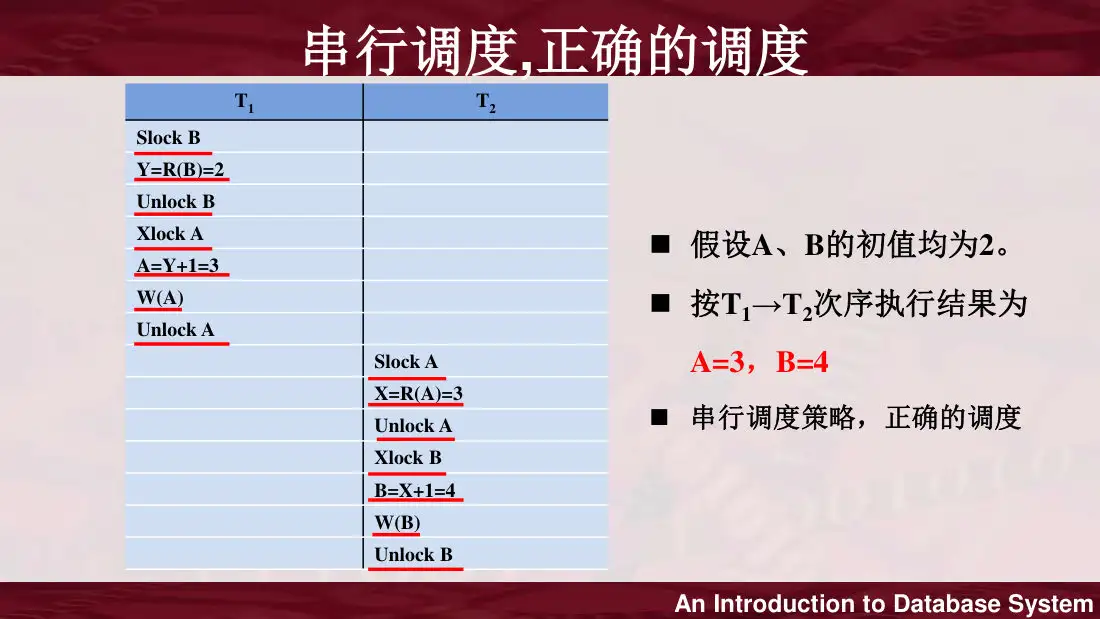 串行调度,正确的调度
T1 T2
Slock B
Y=R(B)=2
Unlock B
Xlock A
A=Y+1=3
W(A)
Unlock A
Slock A
X=R(A)=3
Unlock A
Xlock B
B=X+1=4
W(B)
Unlock B
■ 假设A、B的初值均为2。
■ 按T1→T2次序执行结果为
A=3，B=4
■ 串行调度策略，正确的调度
An Introduction to Database System